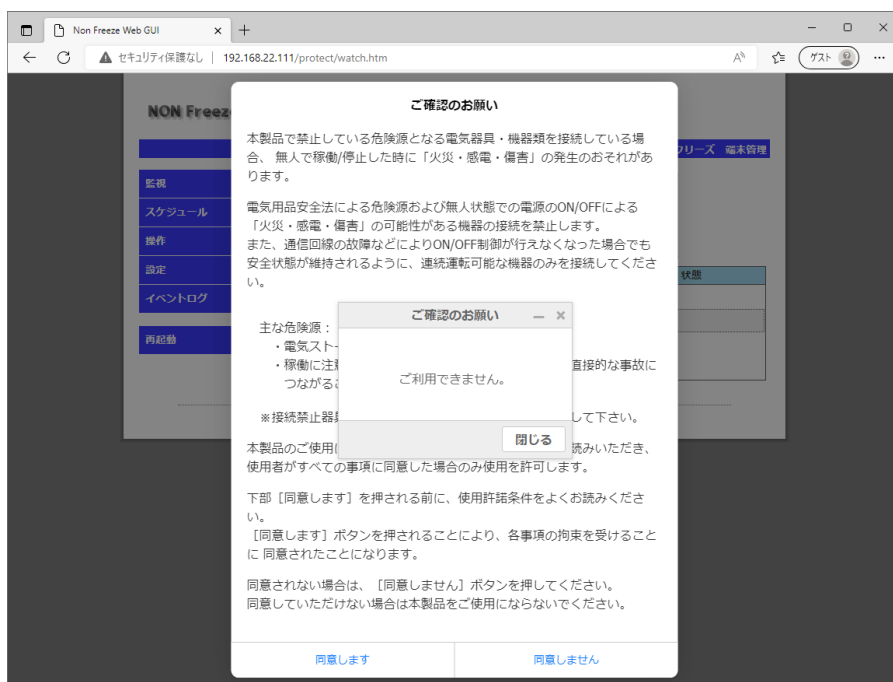 Non Freeze Web GUI
セキュリティ保護なし
192.168.22.111/protect/watch.htm
ゲスト
NON Freez
フリーズ 端末管理
監視
スケジュール
操作
設定
イベントログ
再起動
状態
ご確認のお願い
本製品で禁止している危険源となる電気器具・機器類を接続している場
合、 無人で稼働/停止した時に「火災・感電・傷害」の発生のおそれがあ
ります。
電気用品安全法による危険源および無人状態での電源のON/OFFによる
「火災・感電・傷害」の可能性がある機器の接続を禁止します。
また、通信回線の故障などによりON/OFF制御が行えなくなった場合でも
安全状態が維持されるように、連続運転可能な機器のみを接続してくださ
い。
主な危険源：
・電気スト
・稼働に注
直接的な事故に
つながる
※接続禁止器
して下さい。
本製品のご使用
読みいただき、
使用者がすべての事項に同意した場合のみ使用を許可します。
下部［同意します］を押される前に、使用許諾条件をよくお読みくださ
い。
［同意します］ボタンを押されることにより、各事項の拘束を受けること
に 同意されたことになります。
同意されない場合は、［同意しません］ボタンを押してください。
同意していただけない場合は本製品をご使用にならないでください。
同意します
同意しません
ご確認のお願い
ご利用できません。
閉じる